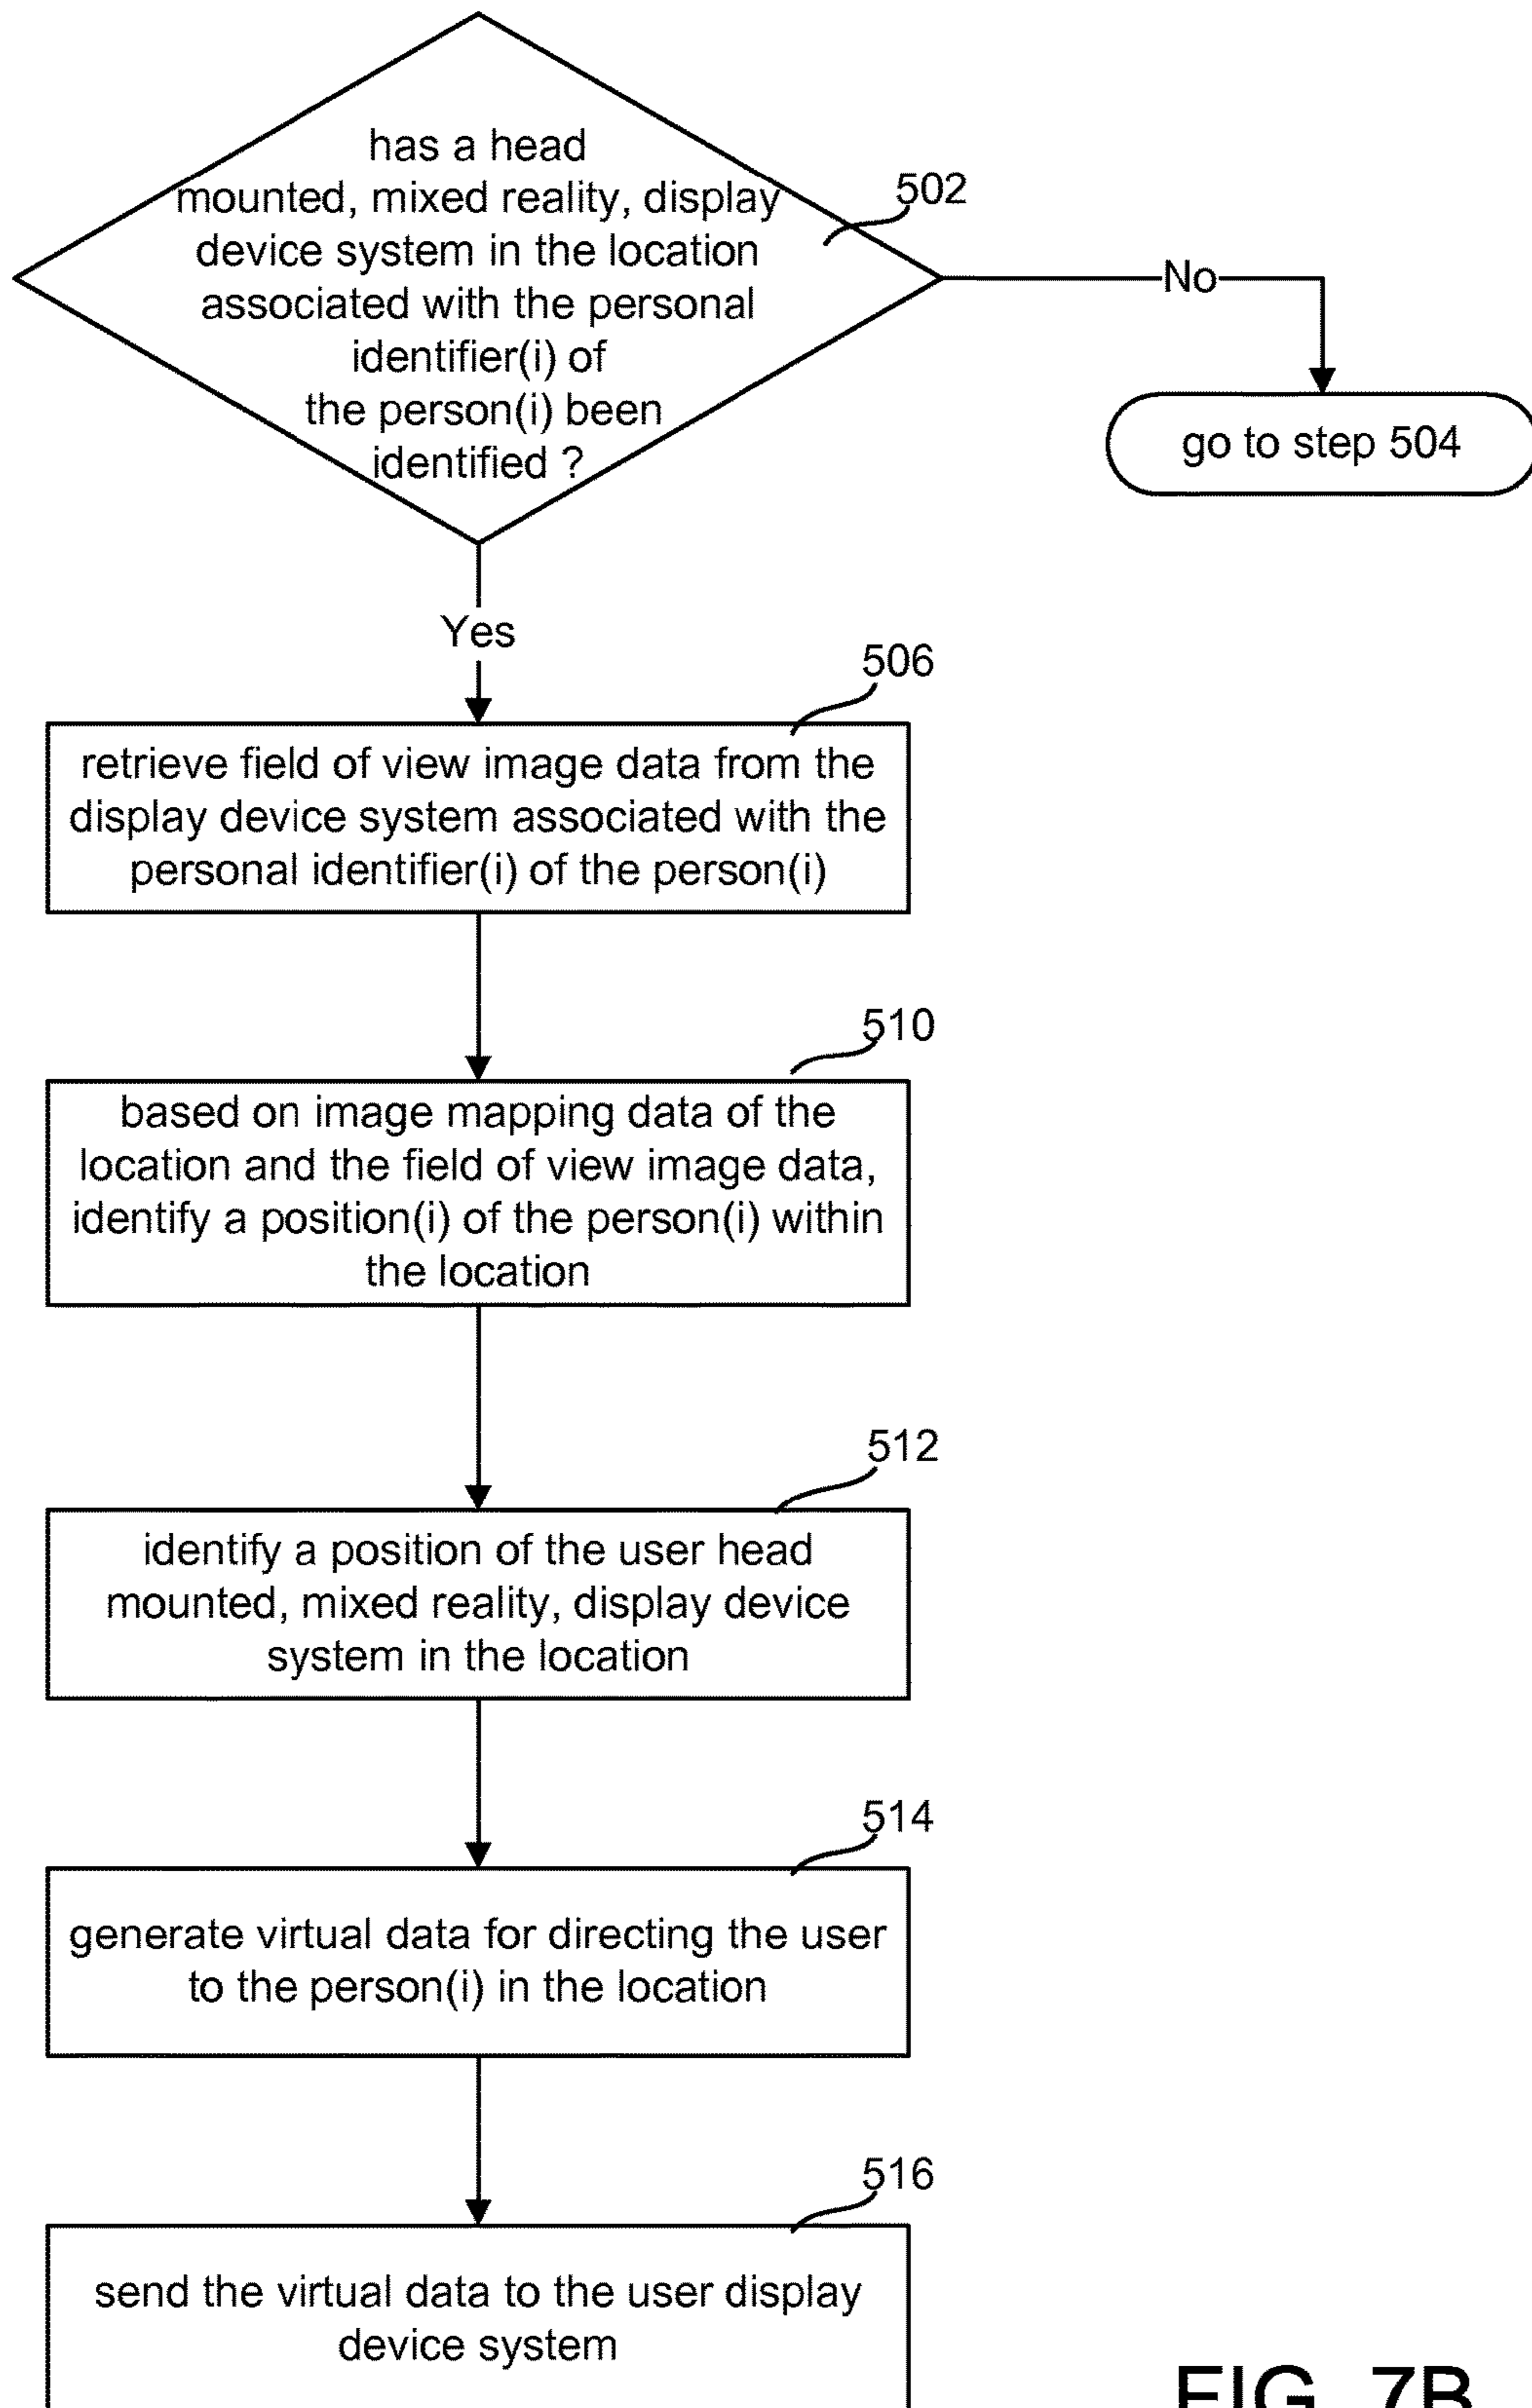 has a head
mounted, mixed reality, display
device system in the location
associated with the personal
identifier(i) of
the person(i) been
identified ?
502
No
go to step 504
Yes
506
retrieve field of view image data from the
display device system associated with the
personal identifier(i) of the person(i)
510
based on image mapping data of the
location and the field of view image data,
identify a position(i) of the person(i) within
the location
512
identify a position of the user head
mounted, mixed reality, display device
system in the location
514
generate virtual data for directing the user
to the person(i) in the location
516
send the virtual data to the user display
device system
FIG. 7B